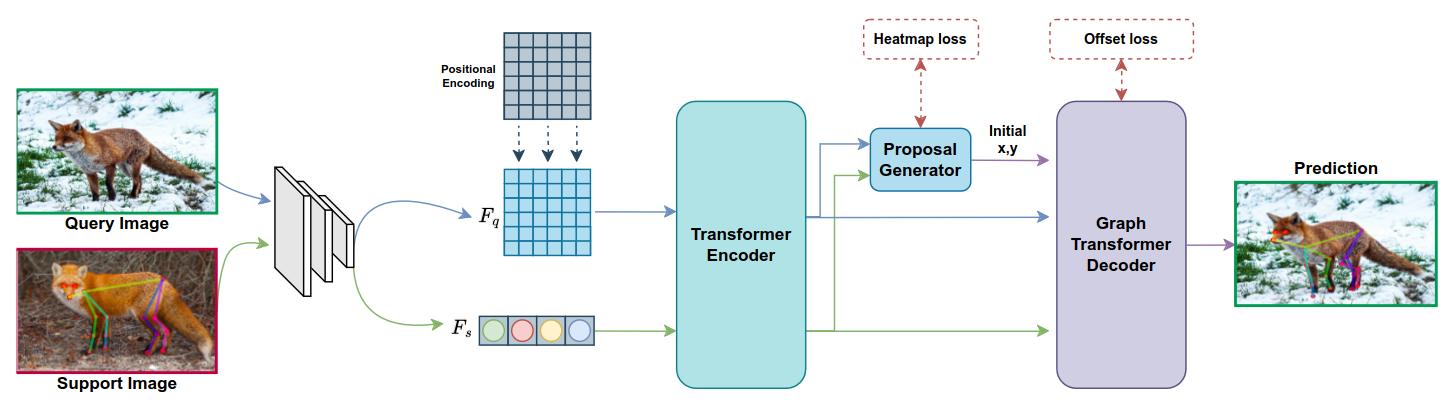 Query Image
Support Image
Positional
Encoding
F_q
F_s
Transformer
Encoder
Heatmap loss
Proposal
Generator
Initial
x,y
Offset loss
Graph
Transformer
Decoder
Prediction